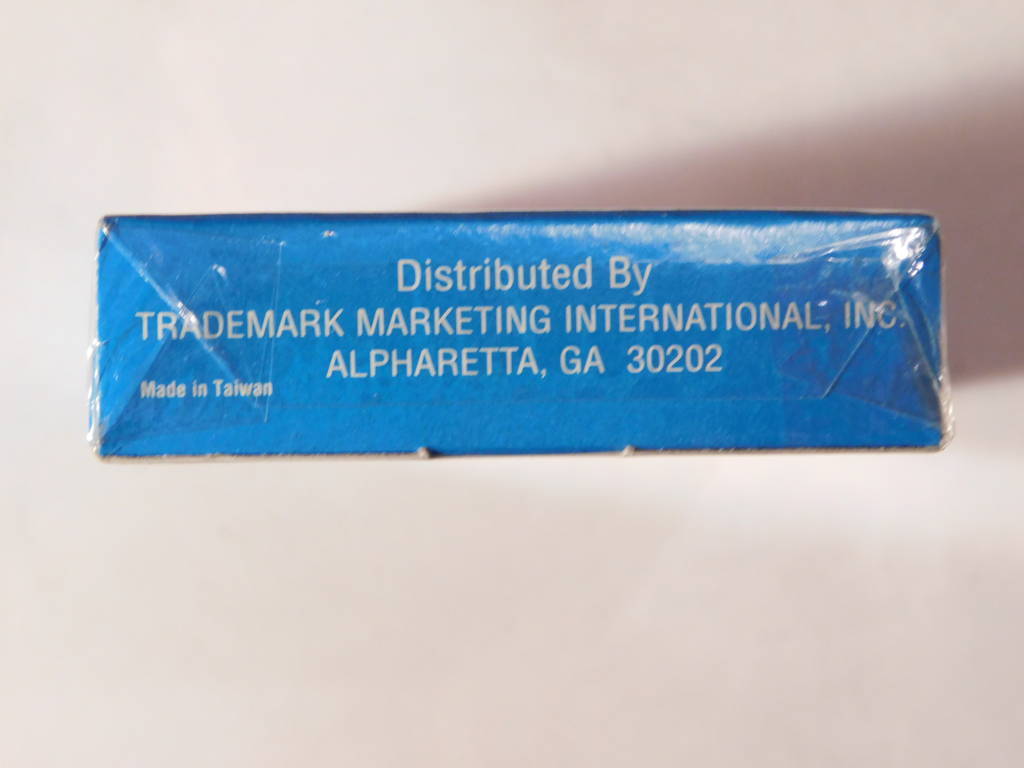 Distributed By
TRADEMARK MARKETING INTERNATIONAL, INC.
ALPHARETTA, GA 30202
Made in Taiwan